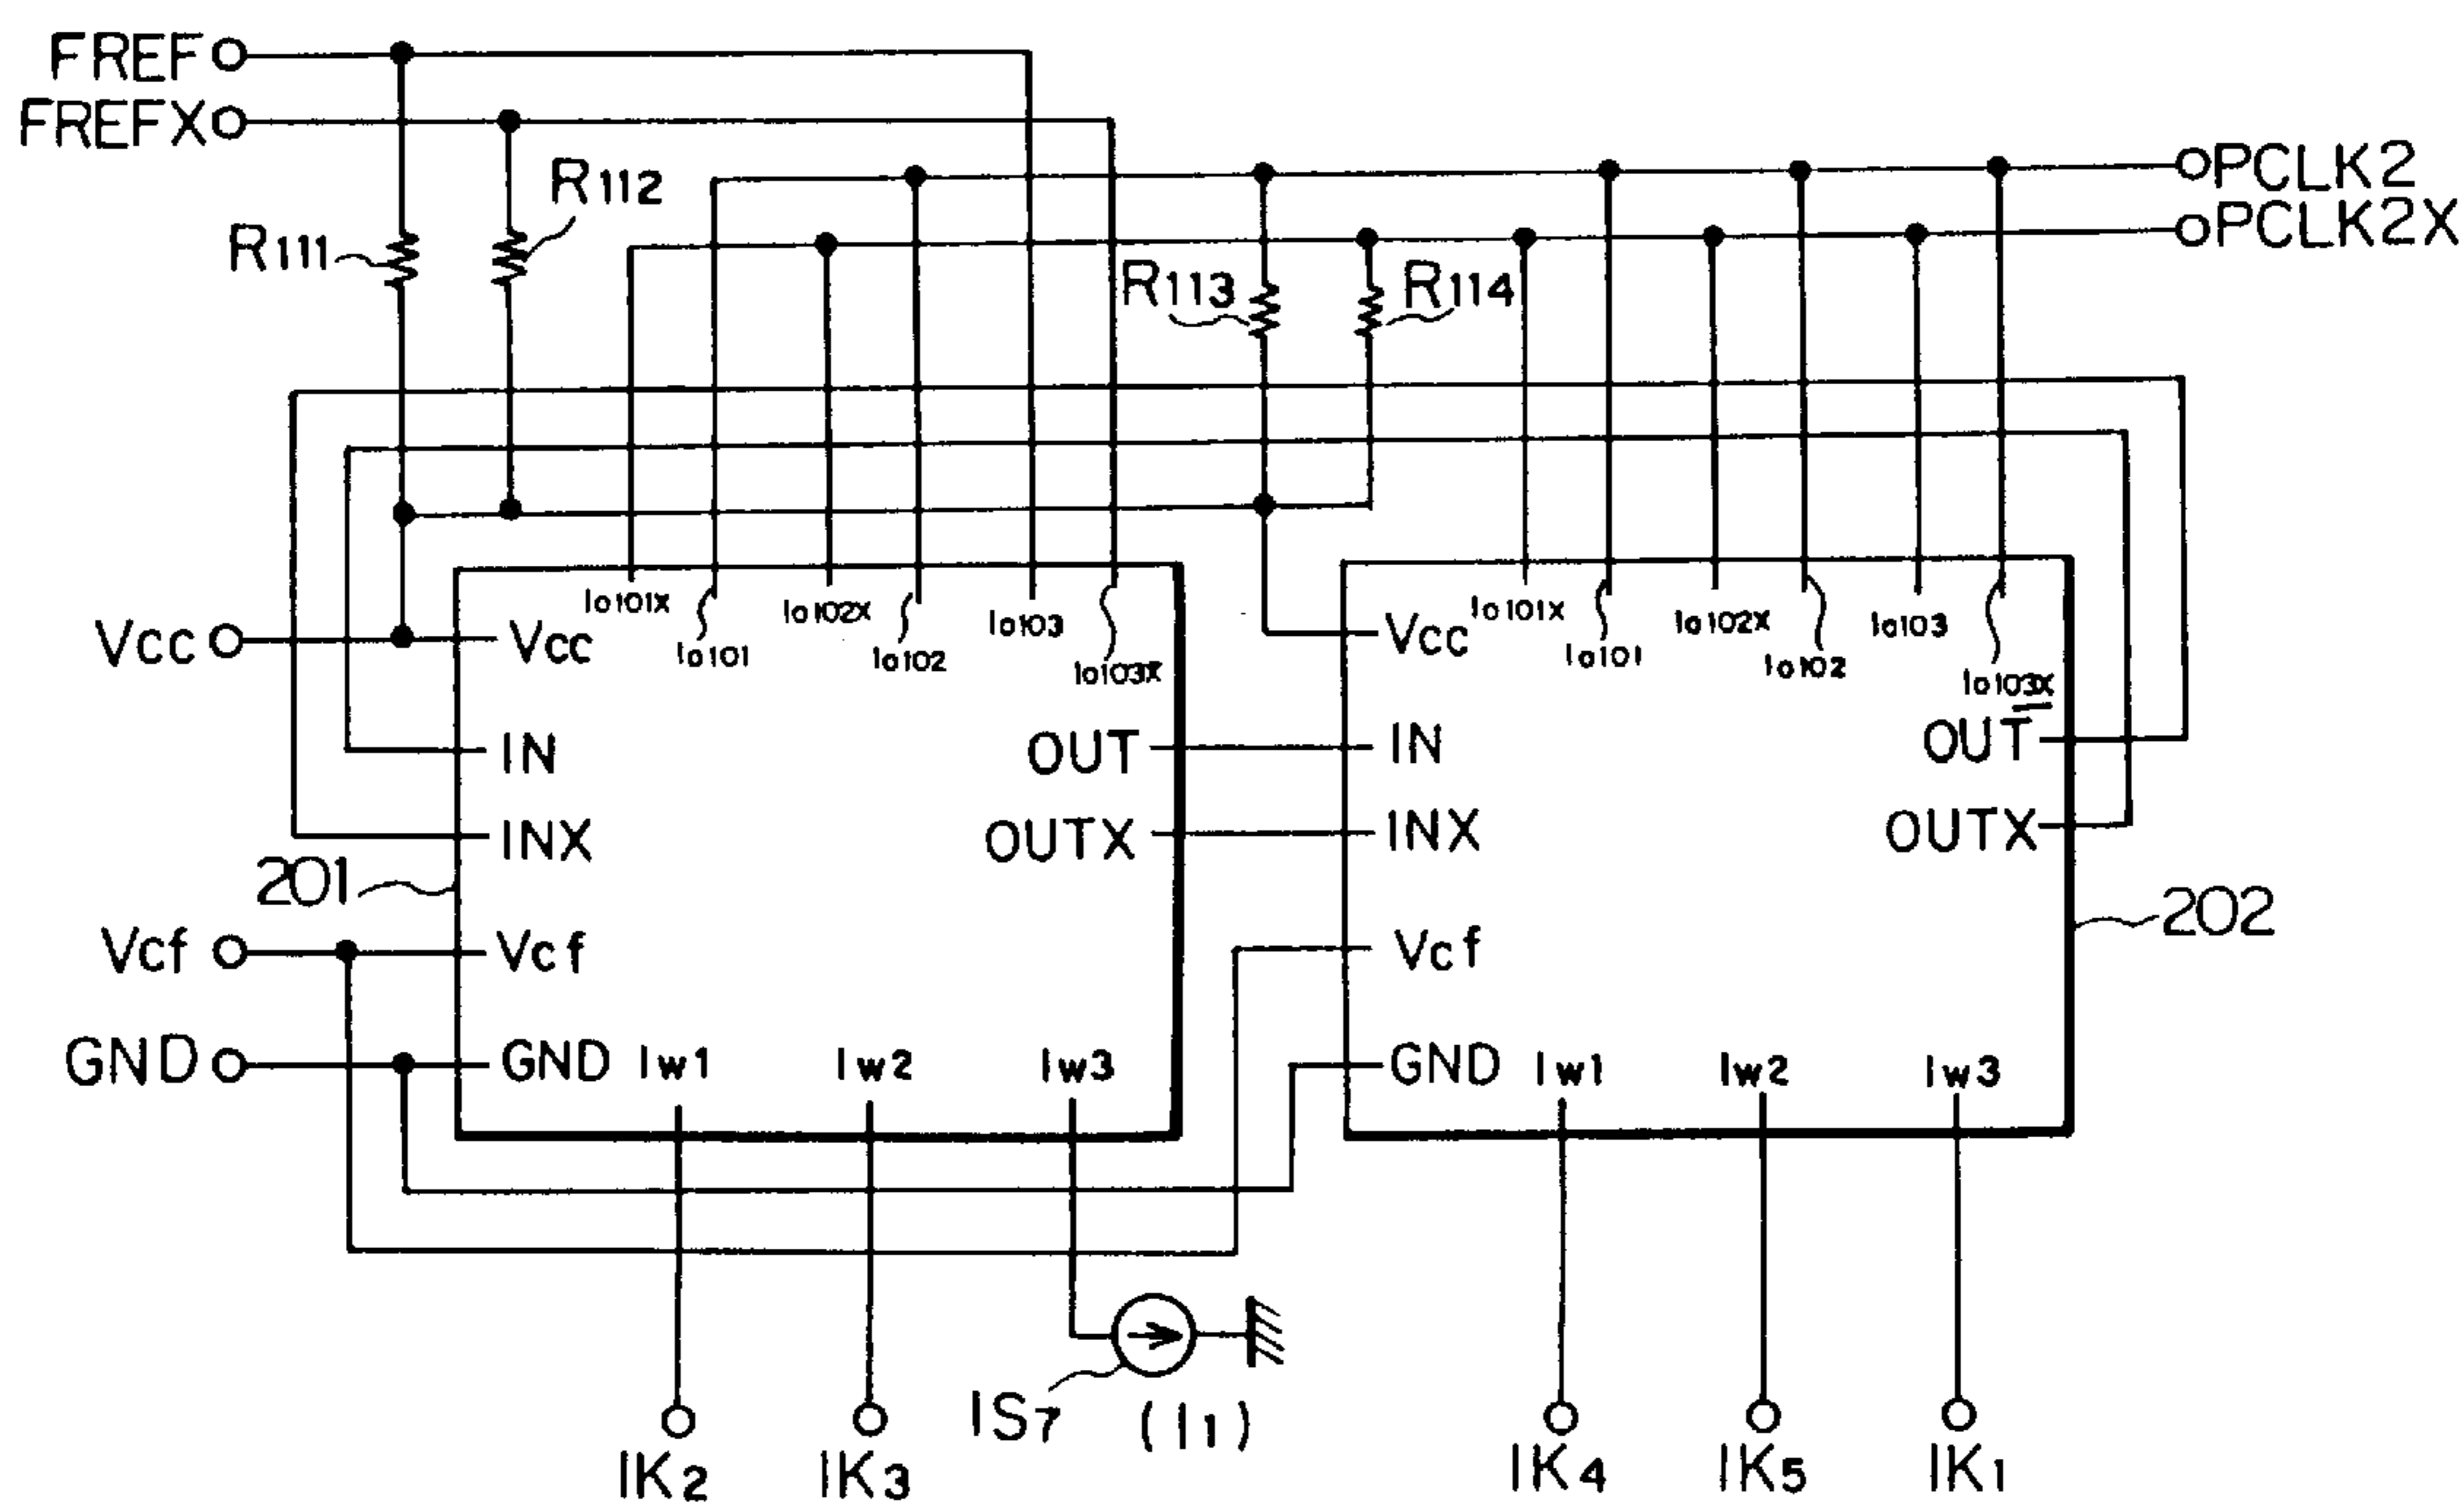 FREF
FREFX
PCLK2
PCLK2X
R112
R111
R113
R114
Io101X
Io101
Io102X
Io102
Io103
Io103X
Io101X
Io101
Io102X
Io102
Io103
Io103X
Vcc
Vcc
Vcc
IN
OUT
IN
OUT
INX
OUTX
INX
OUTX
201
202
Vcf
Vcf
Vcf
GND
GND
Iw1
Iw2
Iw3
GND
Iw1
Iw2
Iw3
IS7
(I1)
IK2
IK3
IK4
IK5
IK1